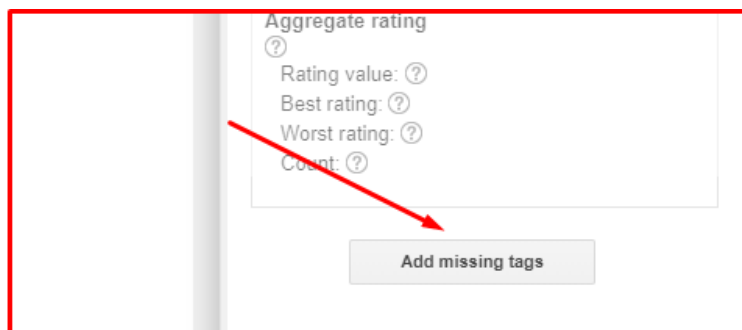 Aggregate rating
Rating value: ?
Best rating: ?
Worst rating: ?
Count: ?
Add missing tags